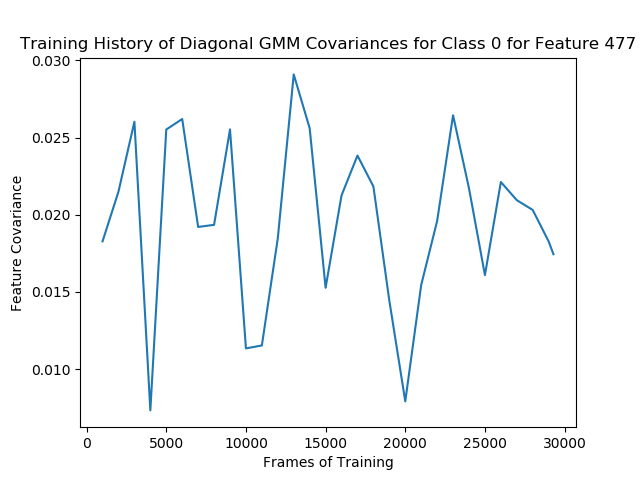 Training History of Diagonal GMM Covariances for Class 0 for Feature 477
0.030
0.025
0.020
0.015
0.010
Feature Covariance
0 5000 10000 15000 20000 25000 30000
Frames of Training